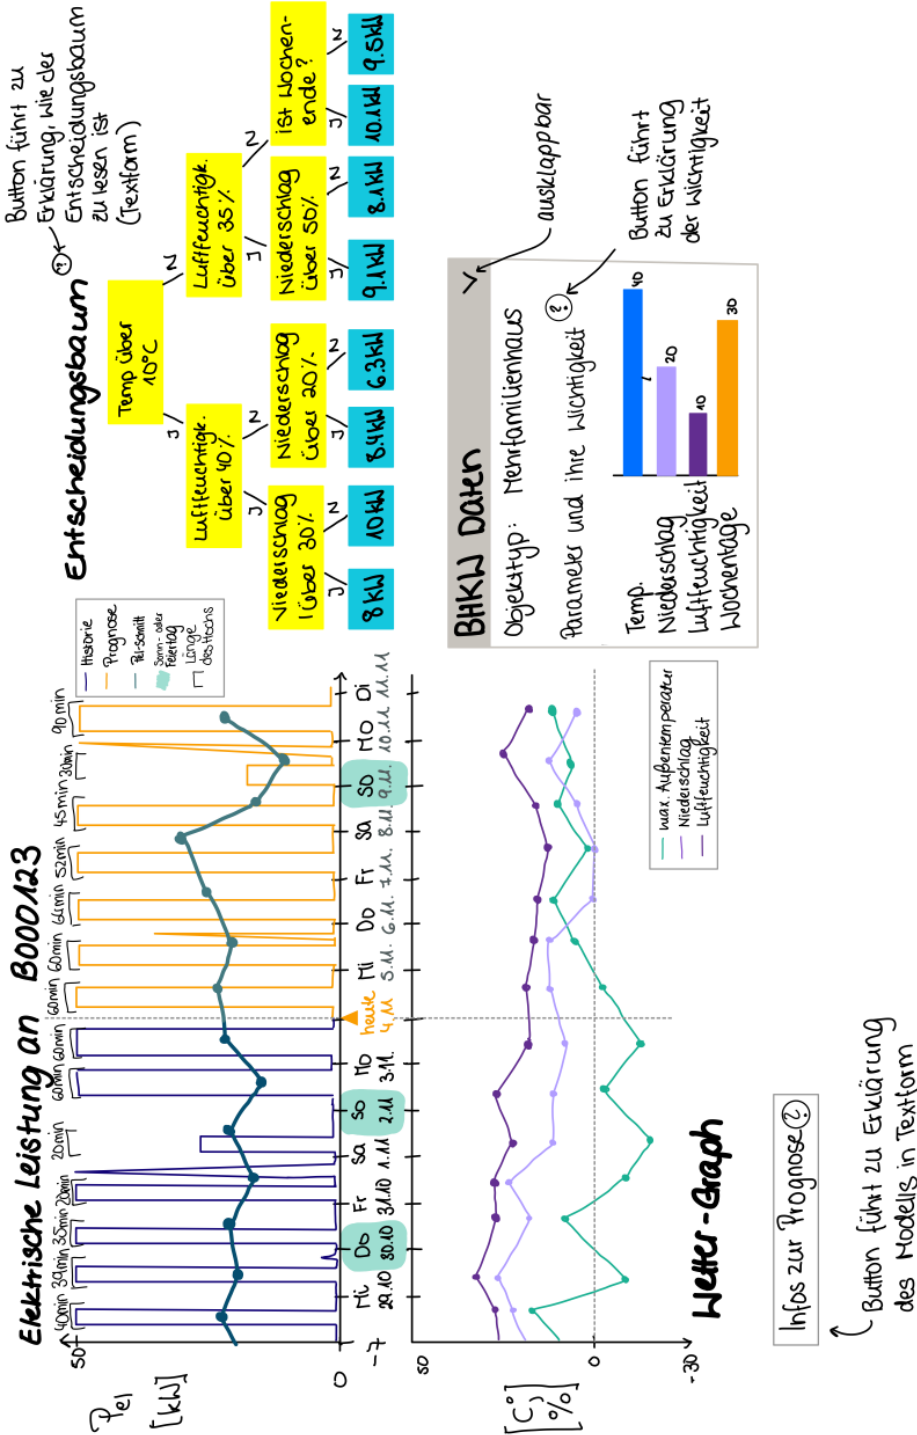 Elektrische Leistung an B000123
Pel
[kW]
50
0
-7
40min
39min
35min
20min
20min
60min
60min
60min
60min
64min
52min
45min
30min
90min
Historie
Prognose
Pel-Schnitt
Sonn- oder
Feiertag
Länge
des Hochs
Mi
Do
Fr
Sa
So
Mo
heute
Mi
Do
Fr
Sa
So
Mo
Di
29.10
30.10
31.10
1.11
2.11
3.11.
4.11
5.11.
6.11.
7.11.
8.11.
9.11.
10.11.
11.11
[C°]
[%]
80
0
-30
Wetter-Graph
max. Außentemperatur
Niederschlag
Luftfeuchtigkeit
Infos zur Prognose ?
Button führt zu Erklärung
des Modells in Textform
Entscheidungsbaum ?
Button führt zu
Erklärung, wie der
Entscheidungsbaum
zu lesen ist
(Textform)
Temp über
10°C
J
N
Luftfeuchtigk.
über 40%
Luftfeuchtigk.
über 35%
J
N
J
N
Niederschlag
über 30%
Niederschlag
über 20%
Niederschlag
über 50%
ist Wochen-
ende?
J
N
J
N
J
N
J
N
8 kW
10kW
8.4kW
6.3kW
9.1kW
8.1kW
10.1kW
9.5kW
BHKW Daten
ausklappbar
Objekttyp: Mehrfamilienhaus
Parameter und ihre Wichtigkeit ?
Button führt
zu Erklärung
der Wichtigkeit
Temp.
40
Niederschlag
20
Luftfeuchtigkeit
10
Wochentage
30